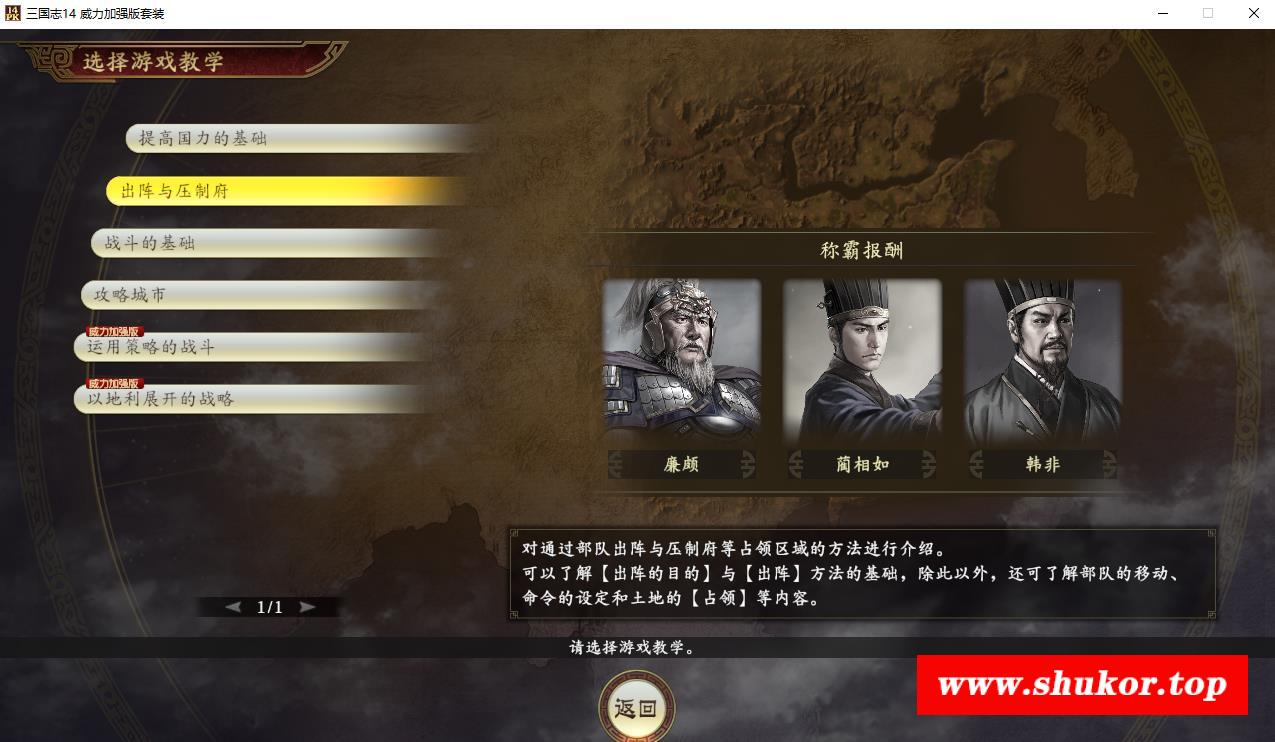 三国志14 威力加强版套装
选择游戏教学
提高国力的基础
出阵与压制府
战斗的基础
攻略城市
威力加强版
运用策略的战斗
威力加强版
以地利展开的战略
1/1
称霸报酬
廉颇
蔺相如
韩非
对通过部队出阵与压制府等占领区域的方法进行介绍。
可以了解【出阵的目的】与【出阵】方法的基础，除此以外，还可了解部队的移动、
命令的设定和土地的【占领】等内容。
请选择游戏教学。
返回
www.shukor.top